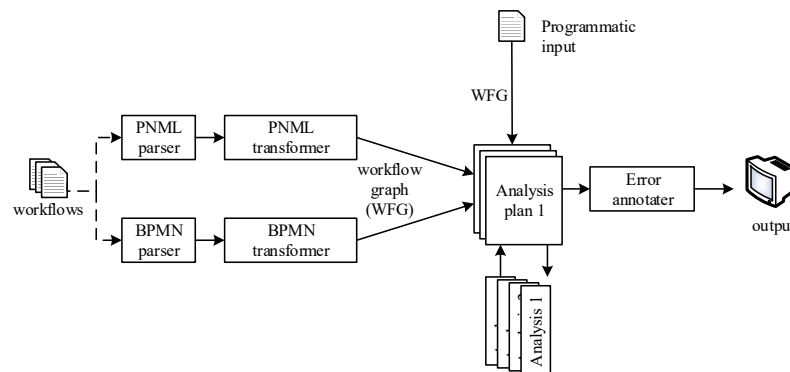 Programmatic
input
WFG
PNML
parser
PNML
transformer
workflows
workflow
graph
(WFG)
Analysis
plan 1
Error
annotater
output
BPMN
parser
BPMN
transformer
Analysis 1